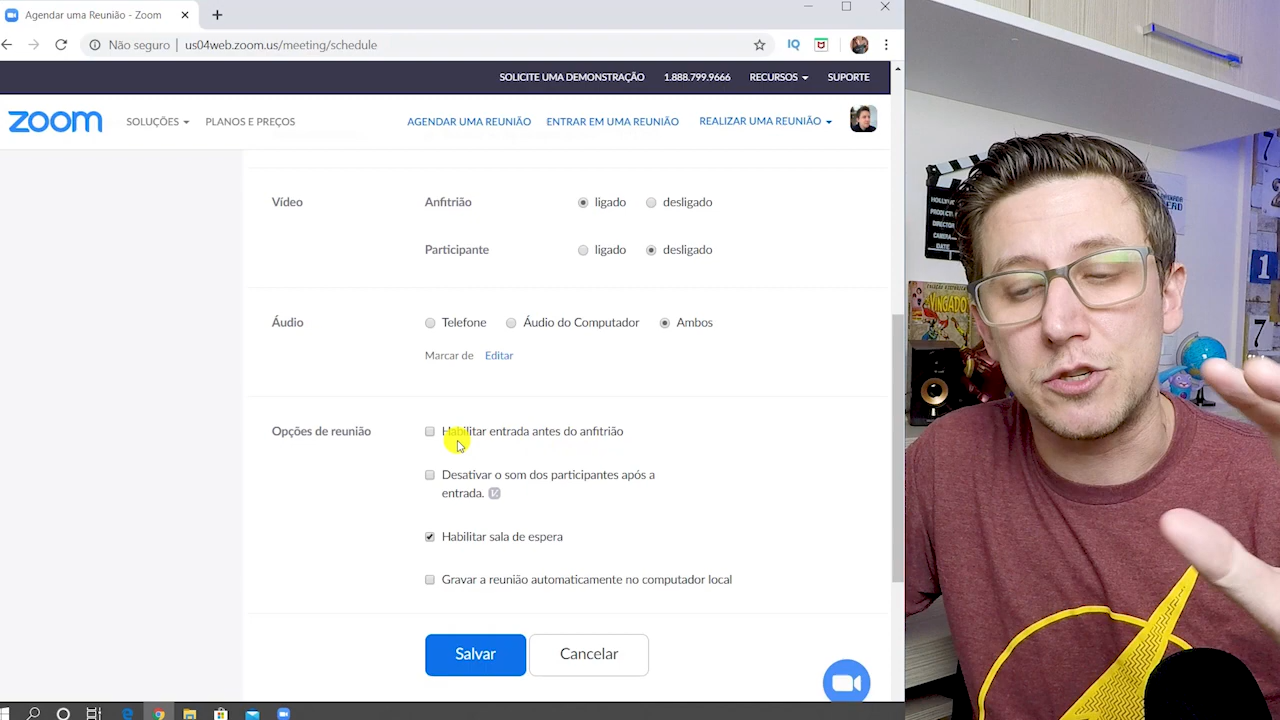 Agendar uma Reunião - Zoom
Não seguro | us04web.zoom.us/meeting/schedule
IQ
SOLICITE UMA DEMONSTRAÇÃO 1.888.799.9666 RECURSOS SUPORTE
zoom SOLUÇÕES PLANOS E PREÇOS AGENDAR UMA REUNIÃO ENTRAR EM UMA REUNIÃO REALIZAR UMA REUNIÃO
Vídeo Anfitrião ligado desligado
Participante ligado desligado
Áudio Telefone Áudio do Computador Ambos
Marcar de Editar
Opções de reunião Habilitar entrada antes do anfitrião
Desativar o som dos participantes após a
entrada.
Habilitar sala de espera
Gravar a reunião automaticamente no computador local
Salvar Cancelar
VINGADO
1
7